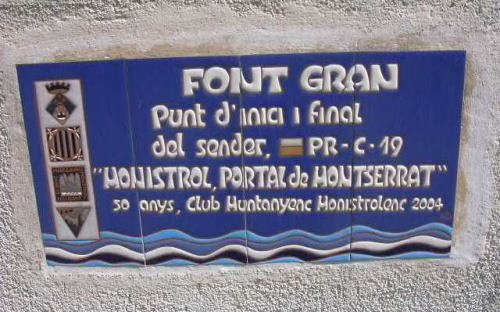 FONT GRAN
Punt d'inici i final
del sender, PR-C-19
"MONISTROL, PORTAL de MONTSERRAT"
50 anys, Club Muntanyenc Monistrolenc 2004